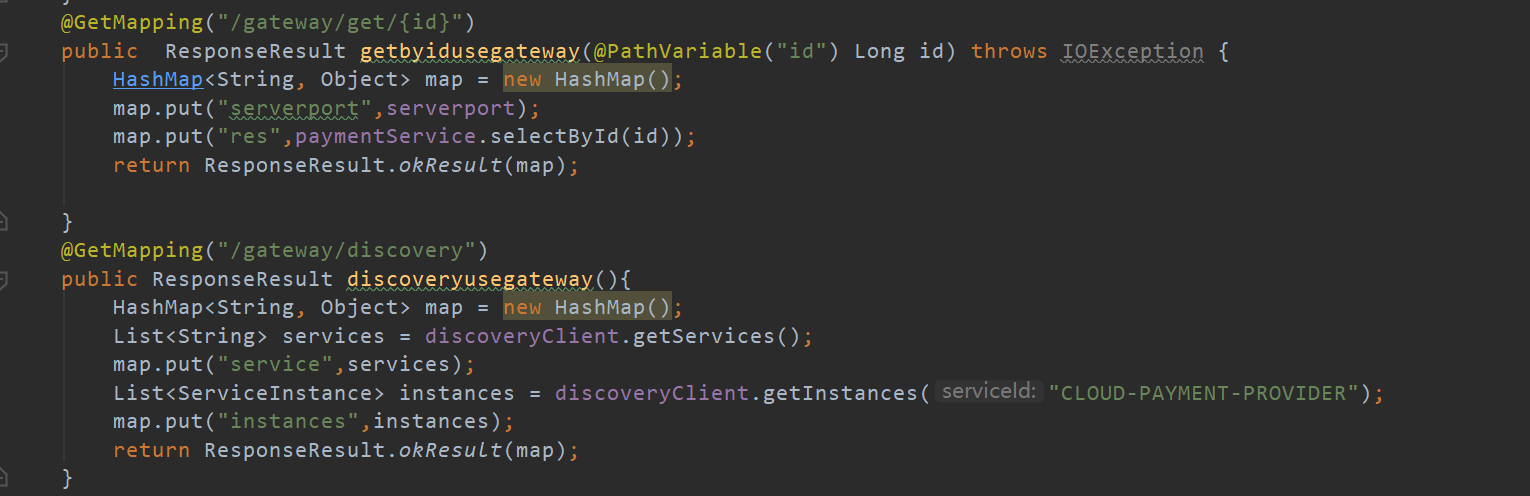 @GetMapping("/gateway/get/{id}")
public  ResponseResult getbyidusegateway(@PathVariable("id") Long id) throws IOException {
    HashMap<String, Object> map = new HashMap();
    map.put("serverport",serverport);
    map.put("res",paymentService.selectById(id));
    return ResponseResult.okResult(map);
}
@GetMapping("/gateway/discovery")
public ResponseResult discoveryusegateway(){
    HashMap<String, Object> map = new HashMap();
    List<String> services = discoveryClient.getServices();
    map.put("service",services);
    List<ServiceInstance> instances = discoveryClient.getInstances( serviceId: "CLOUD-PAYMENT-PROVIDER");
    map.put("instances",instances);
    return ResponseResult.okResult(map);
}